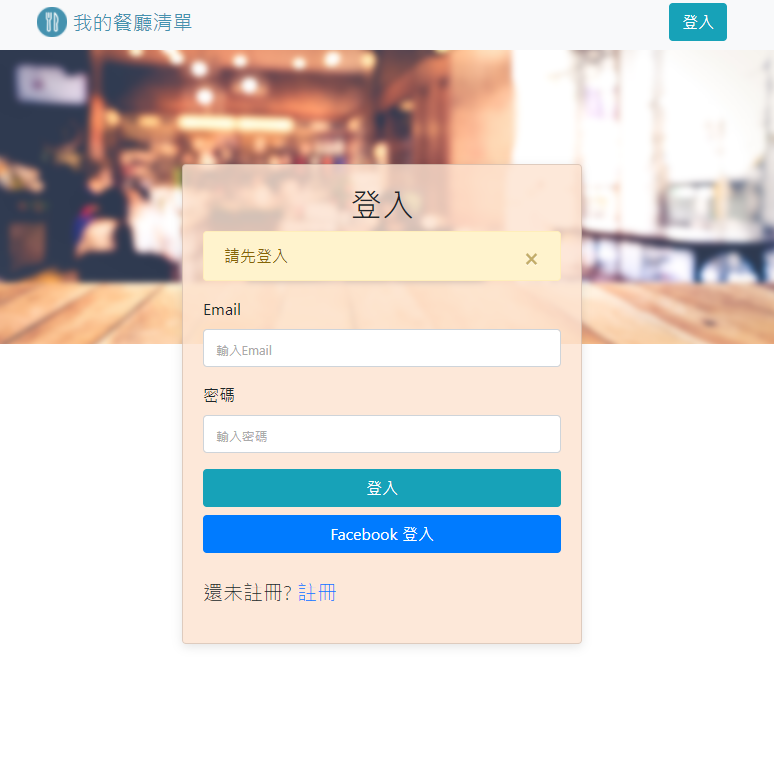 我的餐廳清單
登入
登入
請先登入 ×
Email
輸入Email
密碼
輸入密碼
登入
Facebook 登入
還未註冊? 註冊